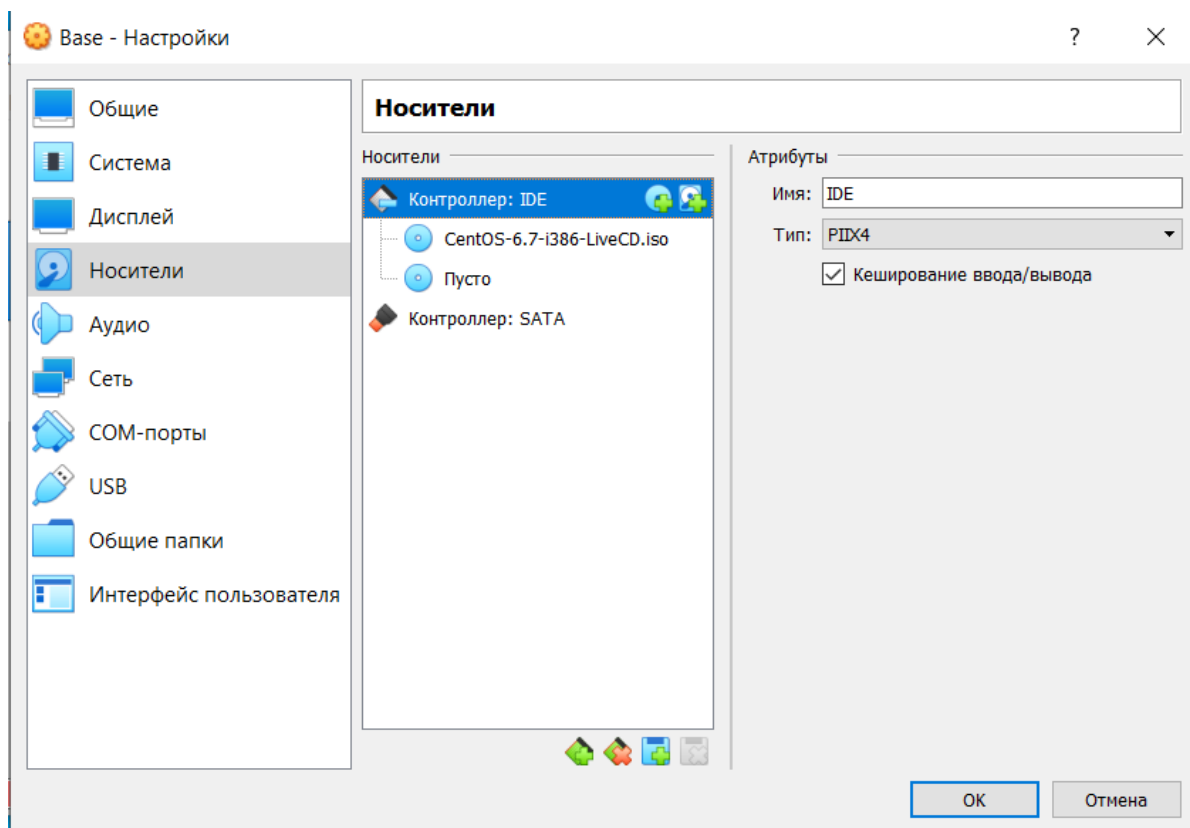 Base - Настройки
?
Общие
Система
Дисплей
Носители
Аудио
Сеть
COM-порты
USB
Общие папки
Интерфейс пользователя
Носители
Носители
Контроллер: IDE
CentOS-6.7-i386-LiveCD.iso
Пусто
Контроллер: SATA
Атрибуты
Имя: IDE
Тип: PIIX4
Кеширование ввода/вывода
OK
Отмена